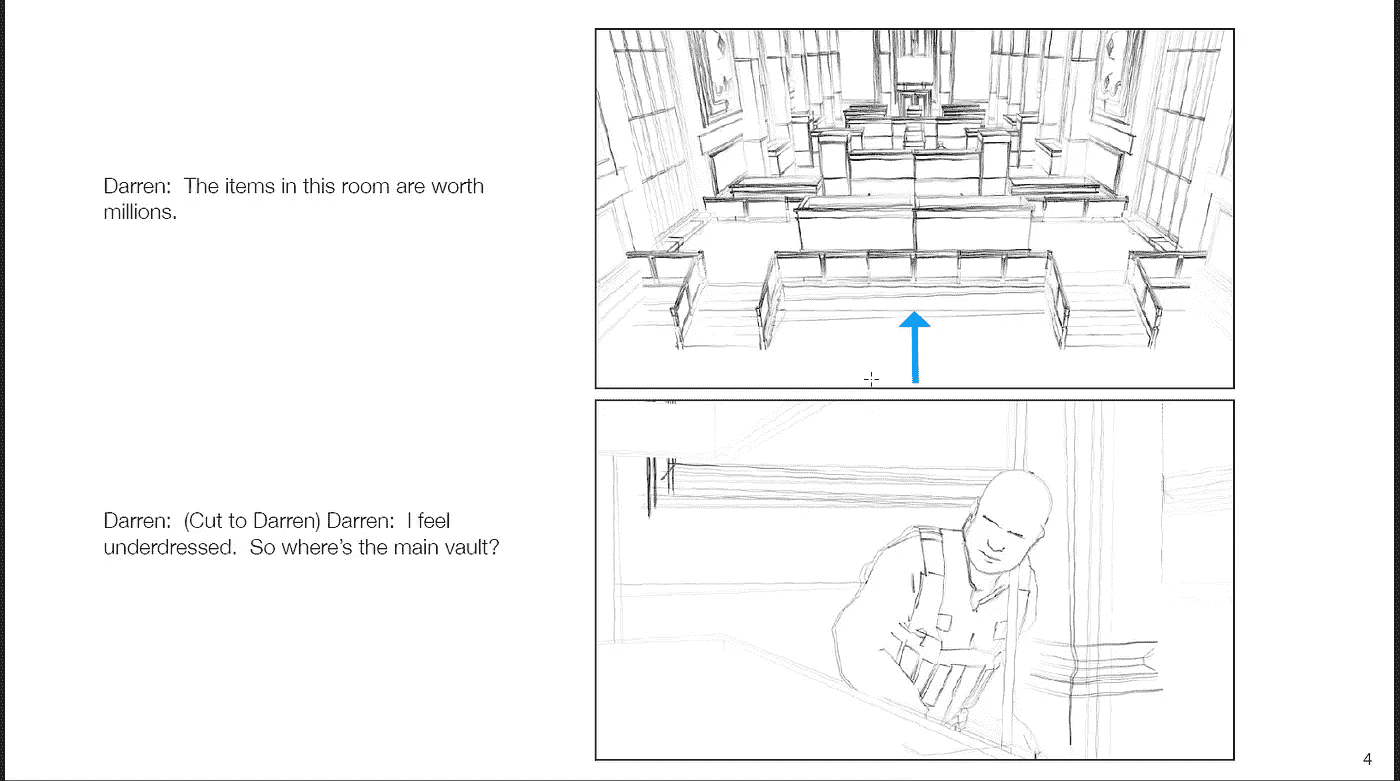 Darren:  The items in this room are worth
millions.
Darren:  (Cut to Darren) Darren:  I feel
underdressed.  So where’s the main vault?
4